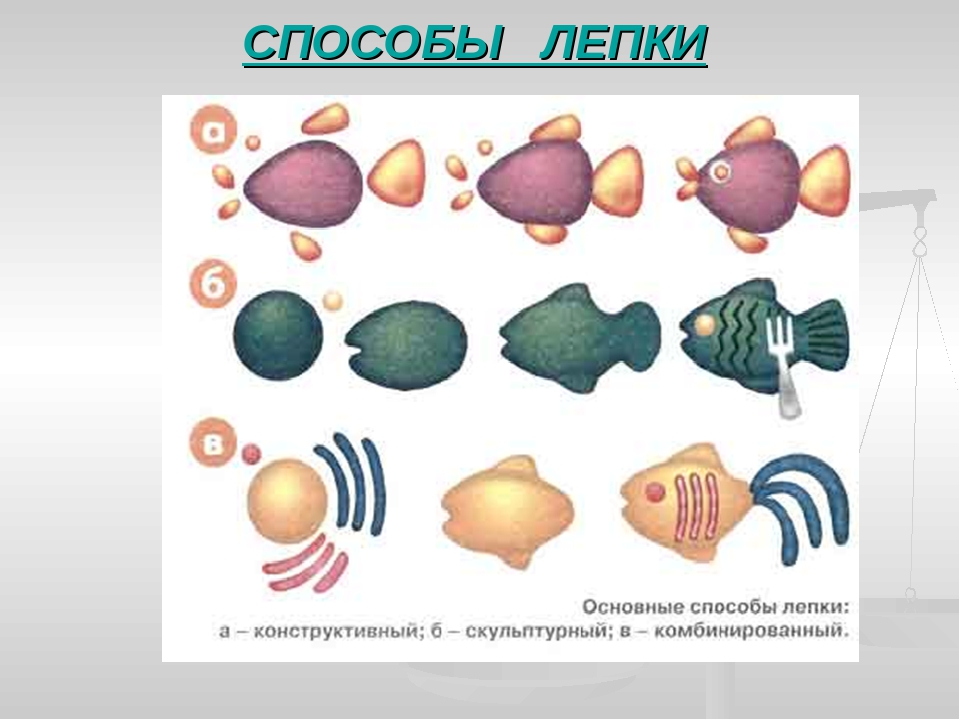 СПОСОБЫ ЛЕПКИ
а
б
в
Основные способы лепки:
а – конструктивный; б – скульптурный; в – комбинированный.